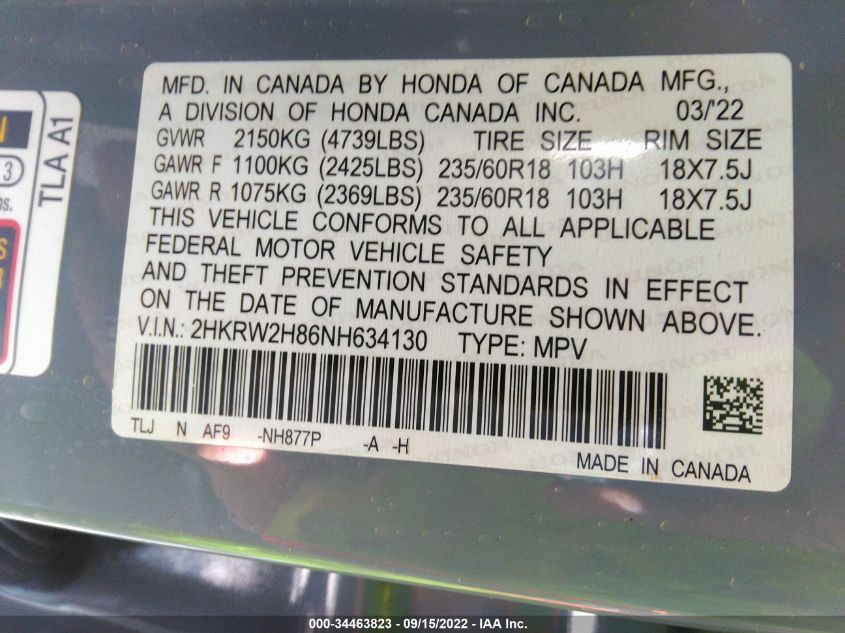 MFD. IN CANADA BY HONDA OF CANADA MFG.,
A DIVISION OF HONDA CANADA INC. 03/'22
GVWR 2150KG (4739LBS) TIRE SIZE RIM SIZE
GAWR F 1100KG (2425LBS) 235/60R18 103H 18X7.5J
GAWR R 1075KG (2369LBS) 235/60R18 103H 18X7.5J
THIS VEHICLE CONFORMS TO ALL APPLICABLE
FEDERAL MOTOR VEHICLE SAFETY
AND THEFT PREVENTION STANDARDS IN EFFECT
ON THE DATE OF MANUFACTURE SHOWN ABOVE.
V.I.N.: 2HKRW2H86NH634130 TYPE: MPV
TLJ N AF9 -NH877P -A -H
MADE IN CANADA
TLA A1
3
000-34463823 - 09/15/2022 - IAA Inc.